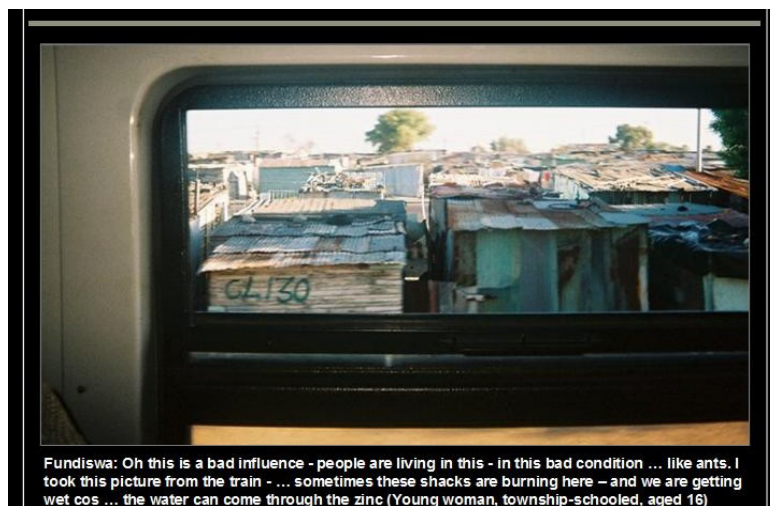 CL130
Fundiswa: Oh this is a bad influence - people are living in this - in this bad condition … like ants. I
took this picture from the train - … sometimes these shacks are burning here – and we are getting
wet cos … the water can come through the zinc (Young woman, township-schooled, aged 16)